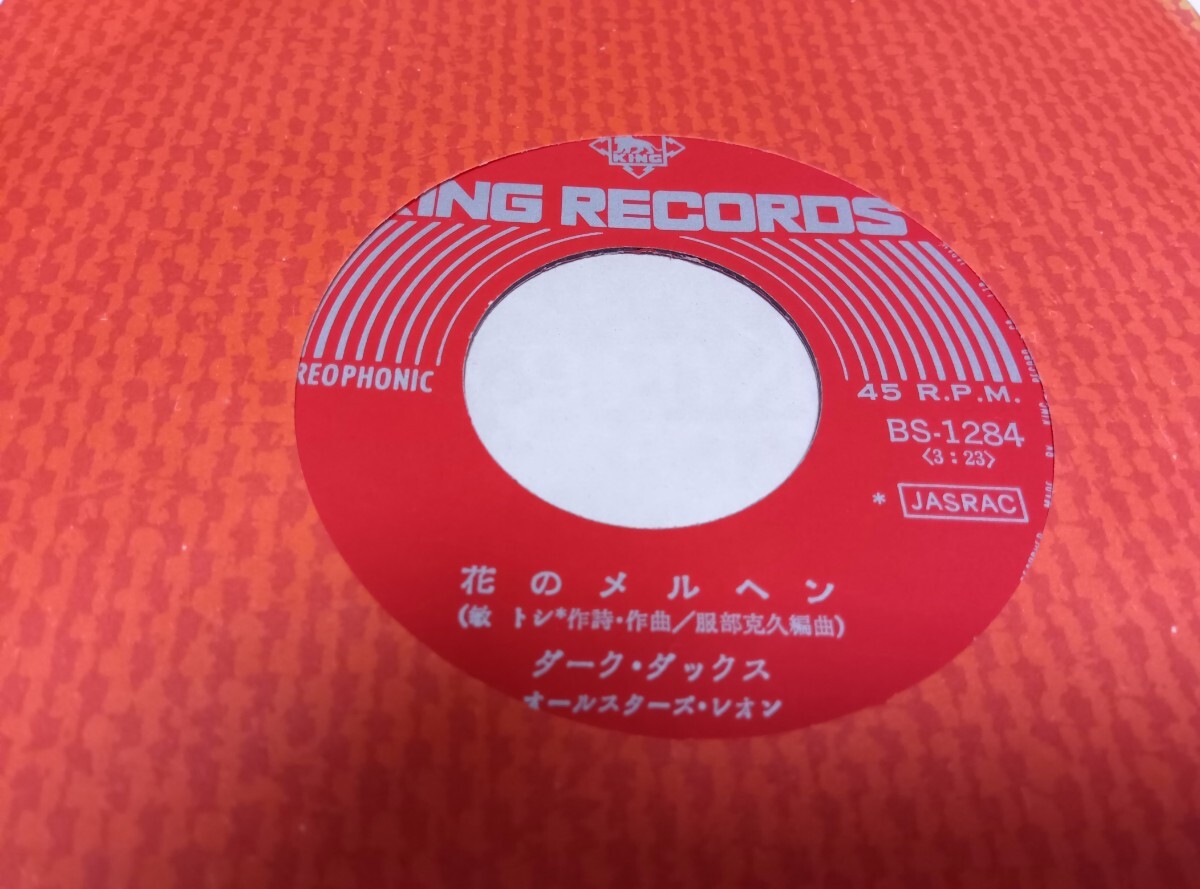 KING
KING RECORDS
REOPHONIC
45 R.P.M.
BS-1284
〈3:23〉
* JASRAC
花のメルヘン
(敏 トシ*作詩・作曲/服部克久編曲)
ダーク・ダックス
オールスターズ・レオン